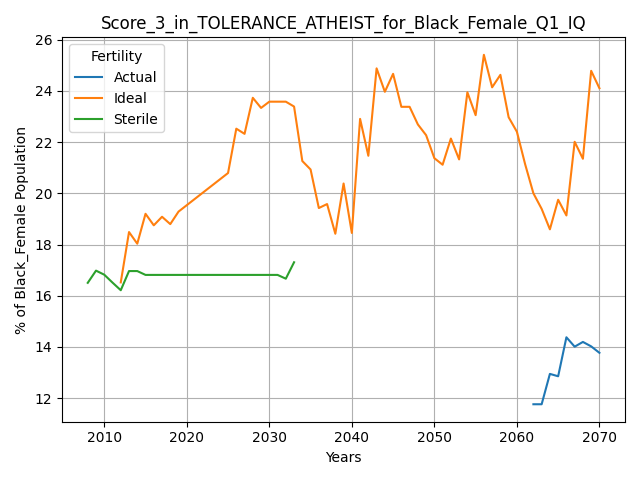 Score_3_in_TOLERANCE_ATHEIST_for_Black_Female_Q1_IQ
Fertility
Actual
Ideal
Sterile
% of Black_Female Population
26
24
22
20
18
16
14
12
2010 2020 2030 2040 2050 2060 2070
Years